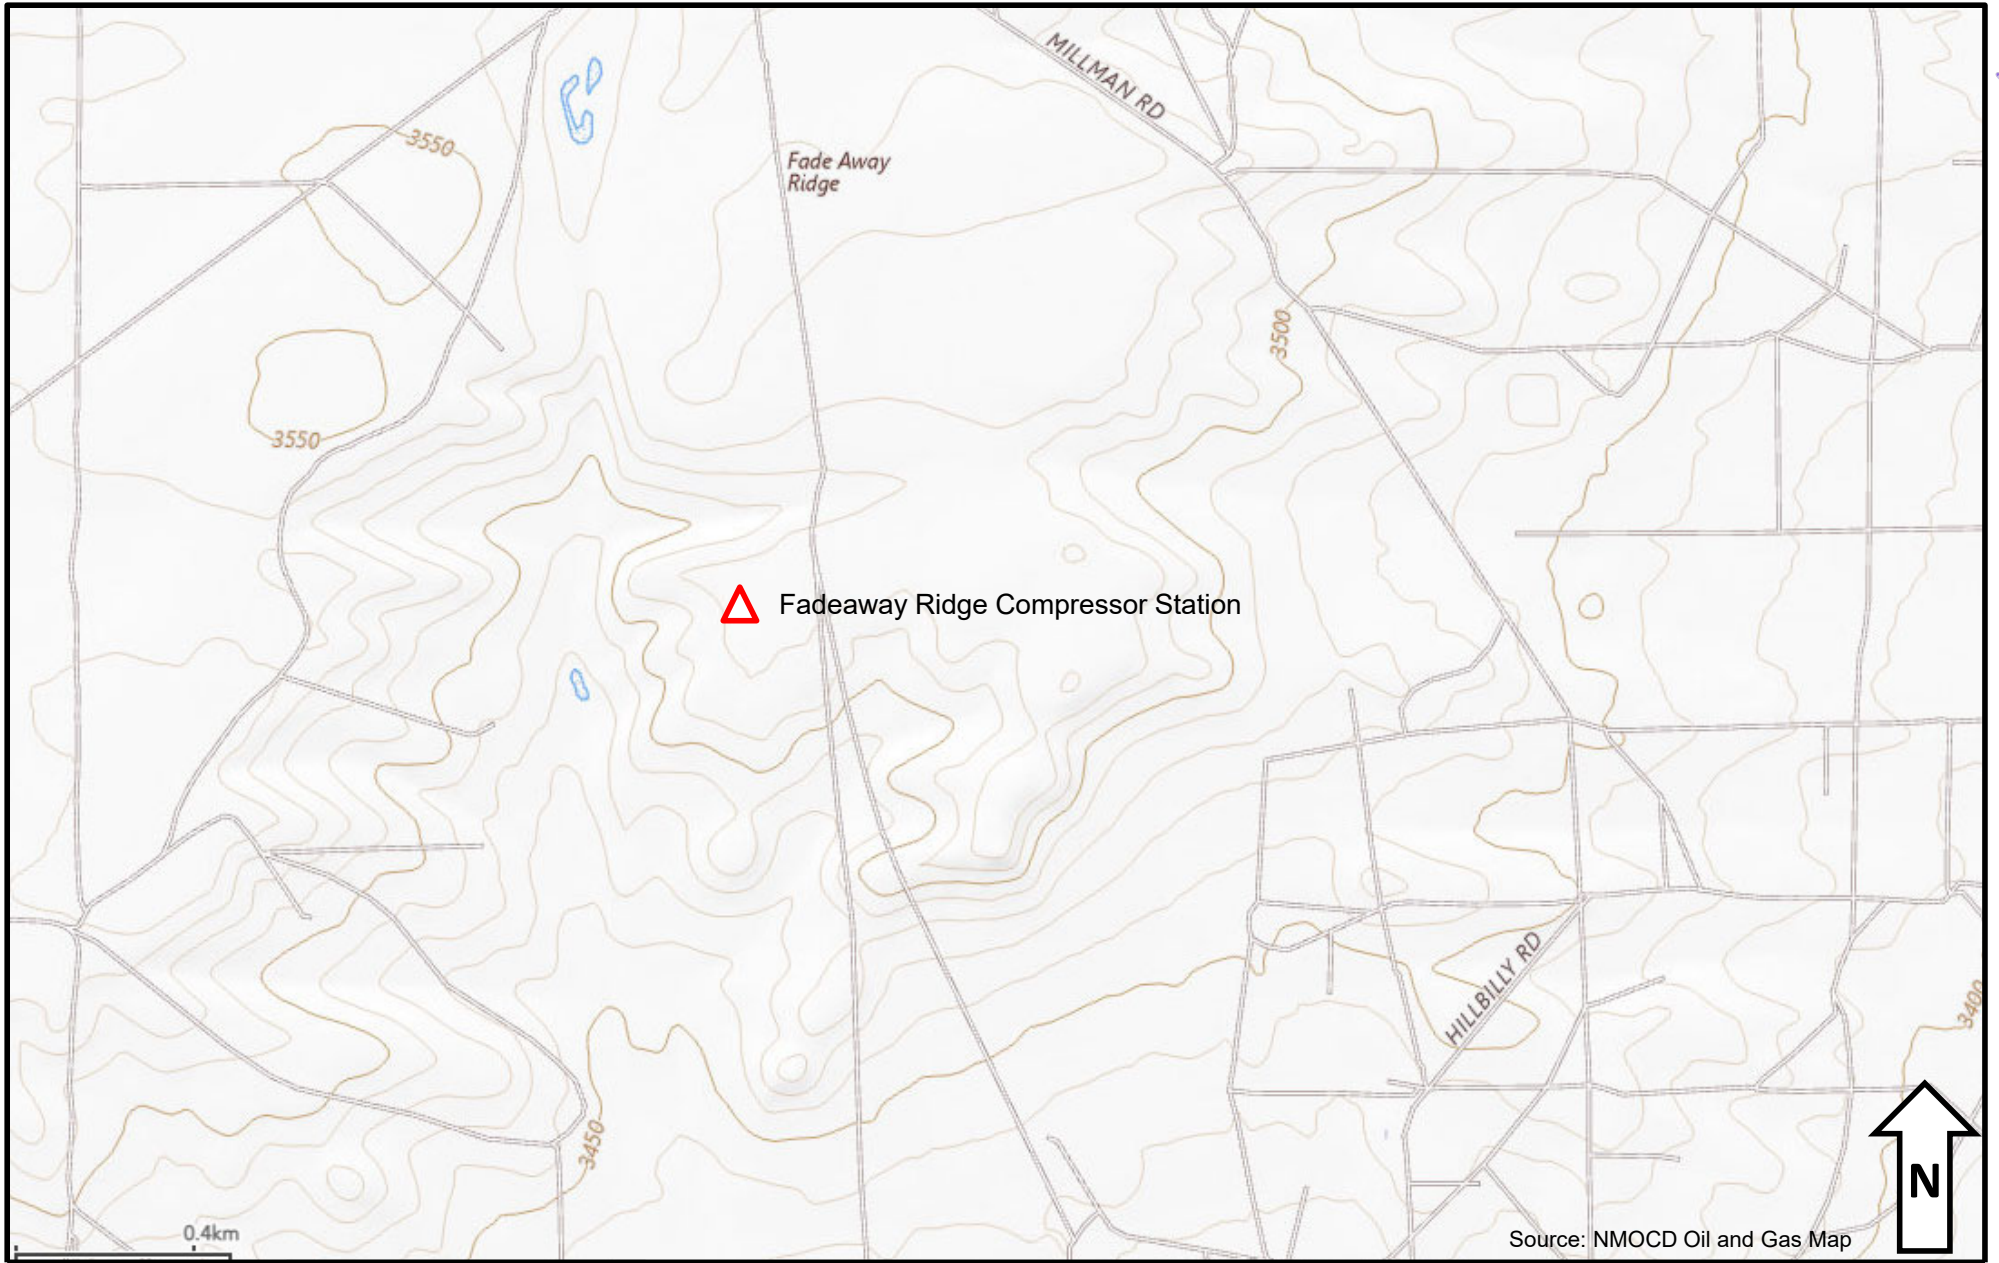 MILLMAN RD
3550
Fade Away
Ridge
3500
3550
Fadeaway Ridge Compressor Station
HILLBILLY RD
3400
3450
N
0.4km
Source: NMOCD Oil and Gas Map